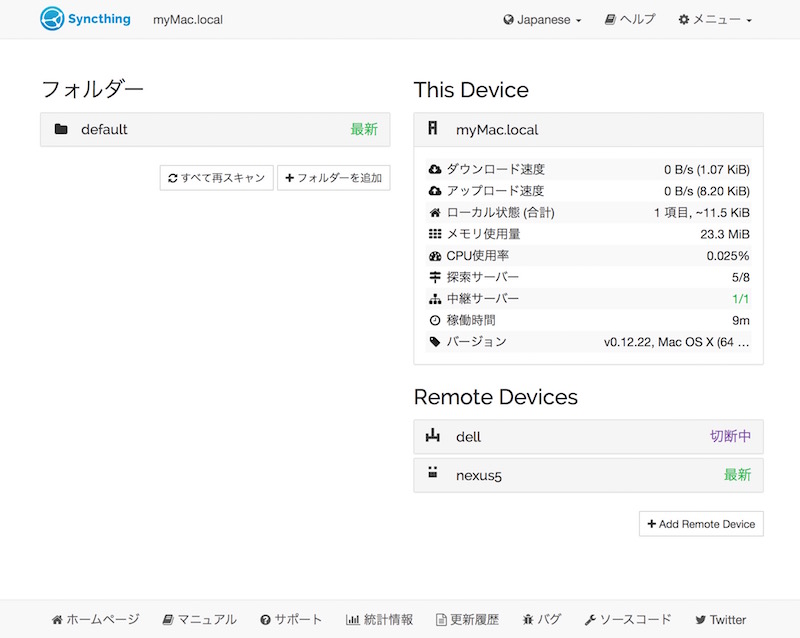 Syncthing myMac.local Japanese ヘルプ メニュー
フォルダー
default 最新
すべて再スキャン フォルダーを追加
This Device
myMac.local
ダウンロード速度 0 B/s (1.07 KiB)
アップロード速度 0 B/s (8.20 KiB)
ローカル状態 (合計) 1 項目, ~11.5 KiB
メモリ使用量 23.3 MiB
CPU使用率 0.025%
探索サーバー 5/8
中継サーバー 1/1
稼働時間 9m
バージョン v0.12.22, Mac OS X (64 ...
Remote Devices
dell 切断中
nexus5 最新
Add Remote Device
ホームページ マニュアル サポート 統計情報 更新履歴 バグ ソースコード Twitter